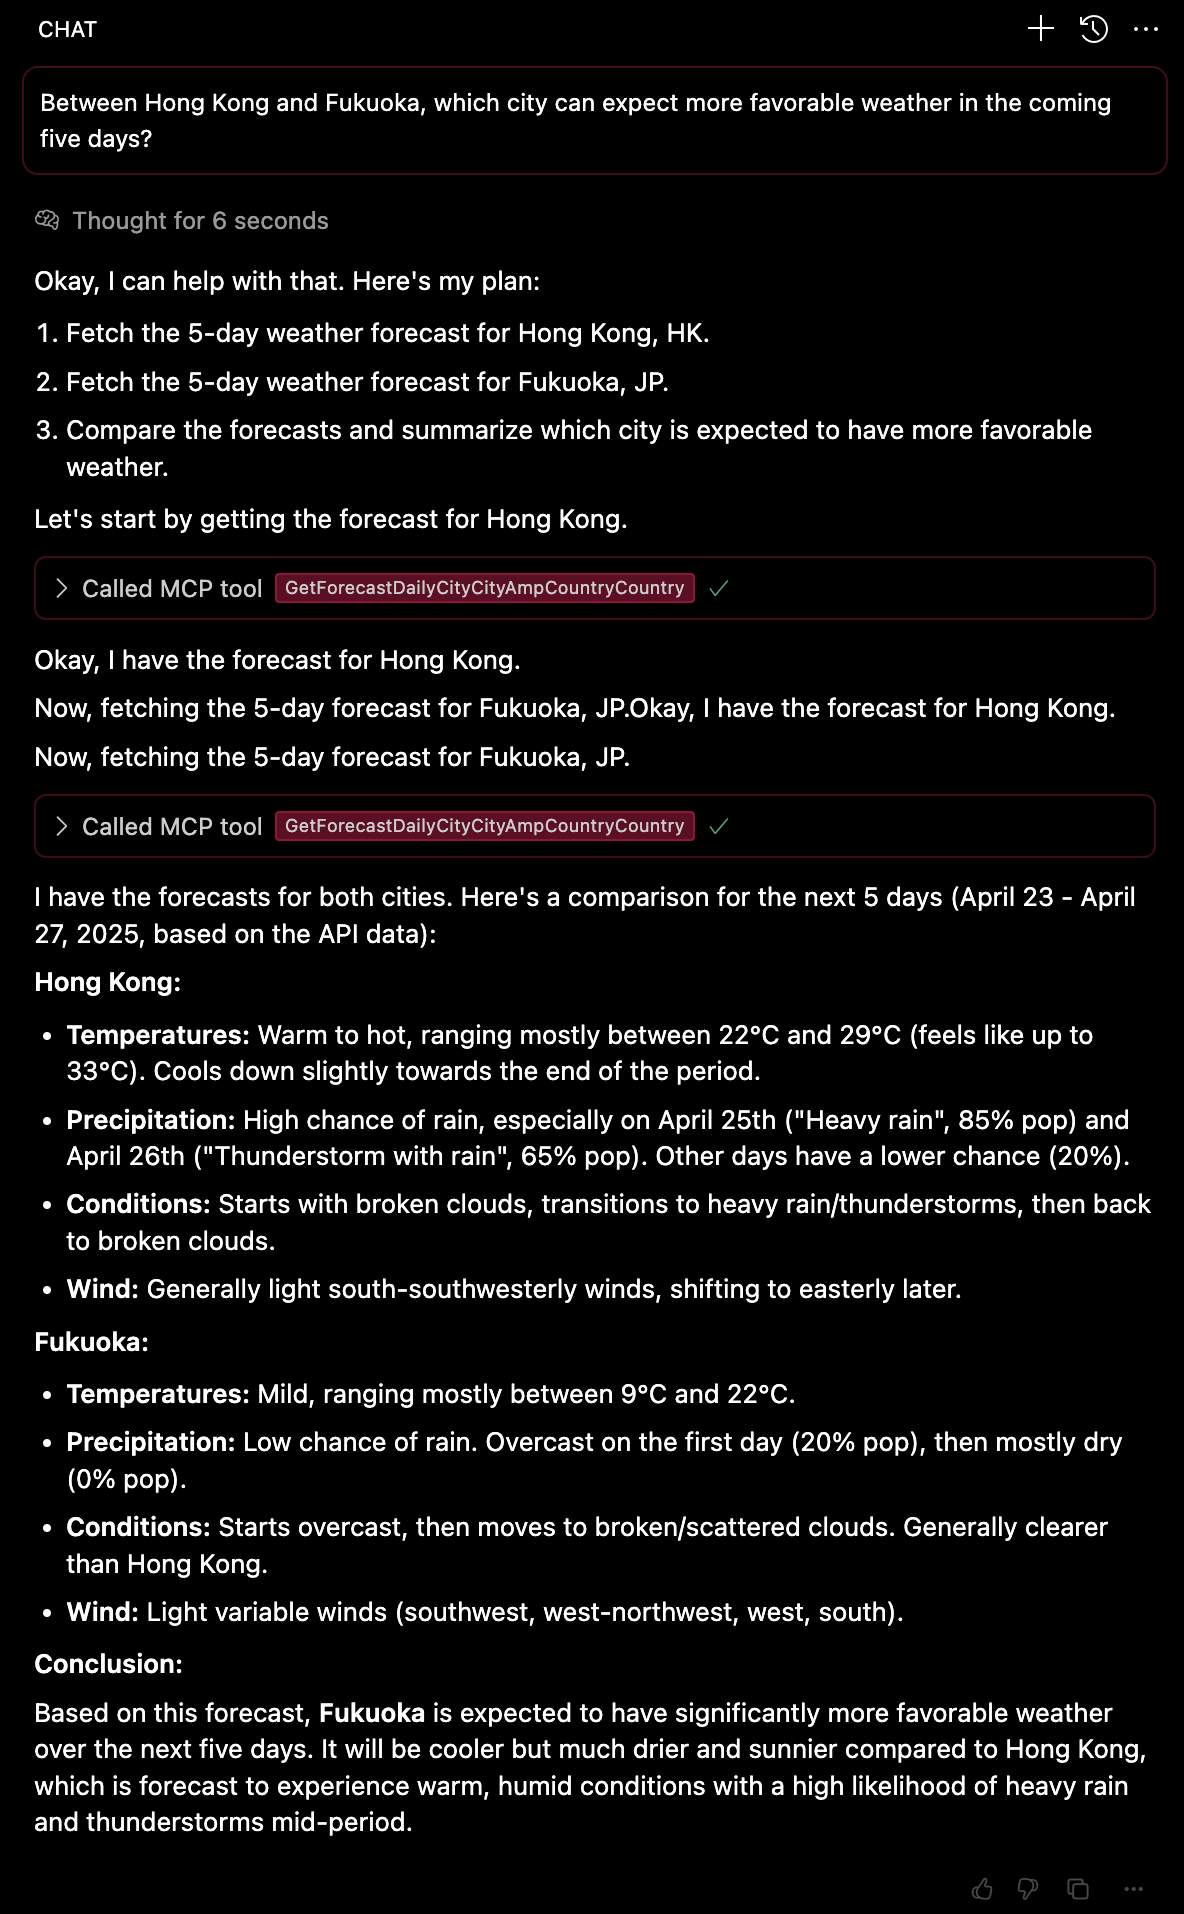 CHAT
Between Hong Kong and Fukuoka, which city can expect more favorable weather in the coming
five days?
Thought for 6 seconds
Okay, I can help with that. Here's my plan:
1. Fetch the 5-day weather forecast for Hong Kong, HK.
2. Fetch the 5-day weather forecast for Fukuoka, JP.
3. Compare the forecasts and summarize which city is expected to have more favorable
weather.
Let's start by getting the forecast for Hong Kong.
Called MCP tool GetForecastDailyCityCityAmpCountryCountry
Okay, I have the forecast for Hong Kong.
Now, fetching the 5-day forecast for Fukuoka, JP.Okay, I have the forecast for Hong Kong.
Now, fetching the 5-day forecast for Fukuoka, JP.
Called MCP tool GetForecastDailyCityCityAmpCountryCountry
I have the forecasts for both cities. Here's a comparison for the next 5 days (April 23 - April
27, 2025, based on the API data):
Hong Kong:
• Temperatures: Warm to hot, ranging mostly between 22°C and 29°C (feels like up to
33°C). Cools down slightly towards the end of the period.
• Precipitation: High chance of rain, especially on April 25th ("Heavy rain", 85% pop) and
April 26th ("Thunderstorm with rain", 65% pop). Other days have a lower chance (20%).
• Conditions: Starts with broken clouds, transitions to heavy rain/thunderstorms, then back
to broken clouds.
• Wind: Generally light south-southwesterly winds, shifting to easterly later.
Fukuoka:
• Temperatures: Mild, ranging mostly between 9°C and 22°C.
• Precipitation: Low chance of rain. Overcast on the first day (20% pop), then mostly dry
(0% pop).
• Conditions: Starts overcast, then moves to broken/scattered clouds. Generally clearer
than Hong Kong.
• Wind: Light variable winds (southwest, west-northwest, west, south).
Conclusion:
Based on this forecast, Fukuoka is expected to have significantly more favorable weather
over the next five days. It will be cooler but much drier and sunnier compared to Hong Kong,
which is forecast to experience warm, humid conditions with a high likelihood of heavy rain
and thunderstorms mid-period.